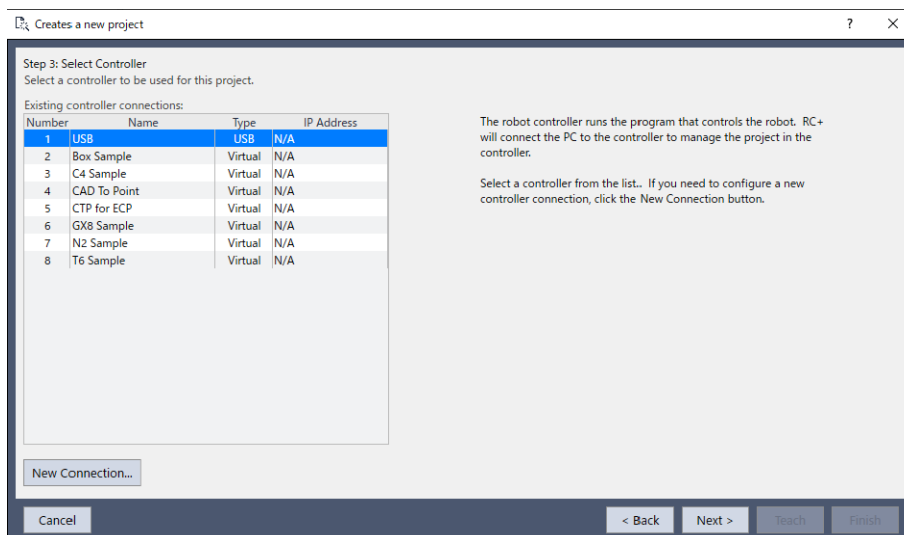 Creates a new project
?
Step 3: Select Controller
Select a controller to be used for this project.
Existing controller connections:
Number Name Type IP Address
1 USB USB N/A
2 Box Sample Virtual N/A
3 C4 Sample Virtual N/A
4 CAD To Point Virtual N/A
5 CTP for ECP Virtual N/A
6 GX8 Sample Virtual N/A
7 N2 Sample Virtual N/A
8 T6 Sample Virtual N/A
The robot controller runs the program that controls the robot. RC+
will connect the PC to the controller to manage the project in the
controller.
Select a controller from the list.. If you need to configure a new
controller connection, click the New Connection button.
New Connection...
Cancel < Back Next > Teach Finish